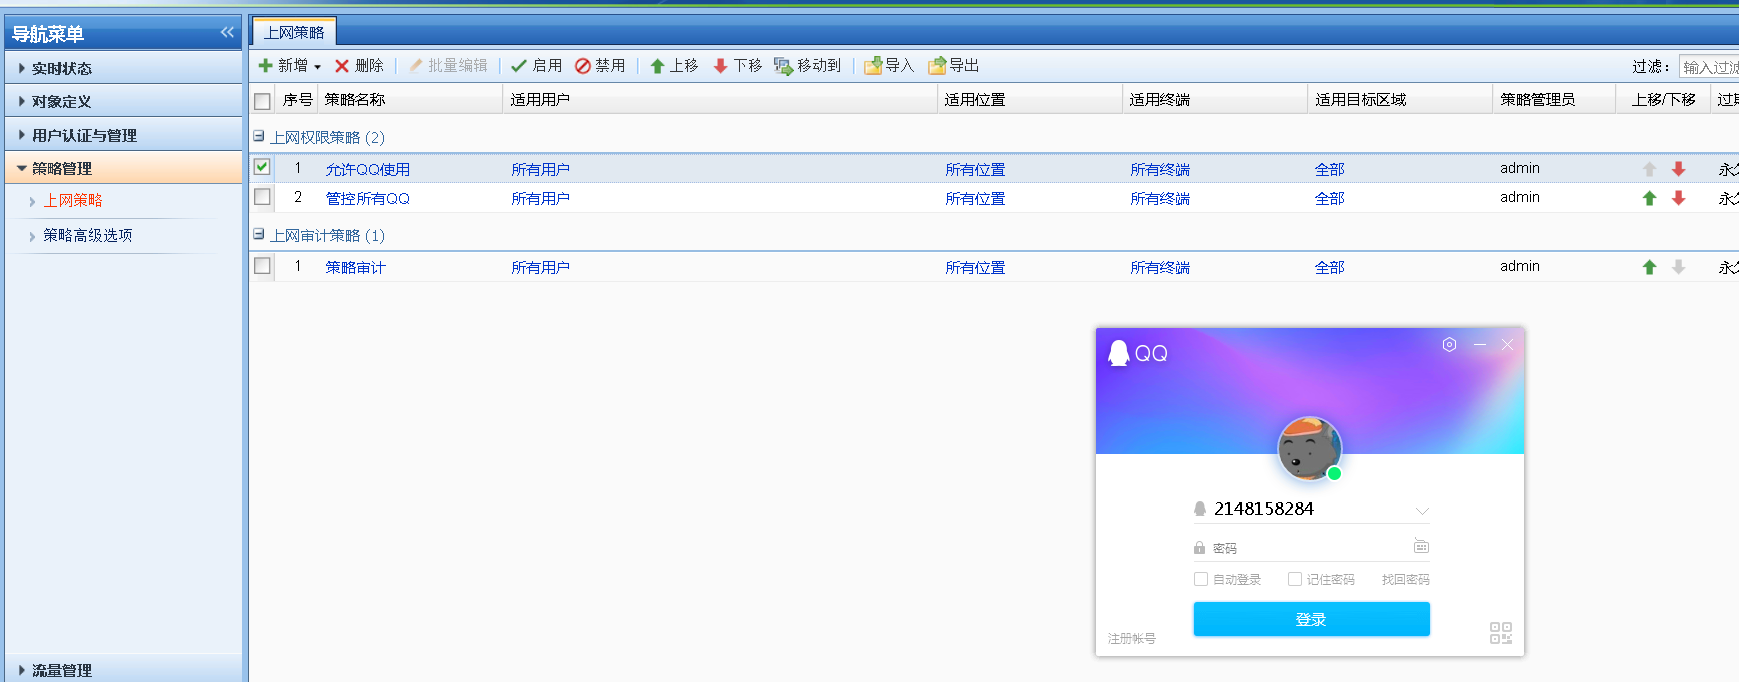 导航菜单
上网策略
实时状态
对象定义
用户认证与管理
策略管理
上网策略
策略高级选项
流量管理
新增 删除 批量编辑 启用 禁用 上移 下移 移动到 导入 导出 过滤: 输入过
序号 策略名称 适用用户 适用位置 适用终端 适用目标区域 策略管理员 上移/下移
上网权限策略 (2)
1 允许QQ使用 所有用户 所有位置 所有终端 全部 admin 永
2 管控所有QQ 所有用户 所有位置 所有终端 全部 admin 永
上网审计策略 (1)
1 策略审计 所有用户 所有位置 所有终端 全部 admin 永
QQ
2148158284
密码
自动登录 记住密码 找回密码
登录
注册帐号